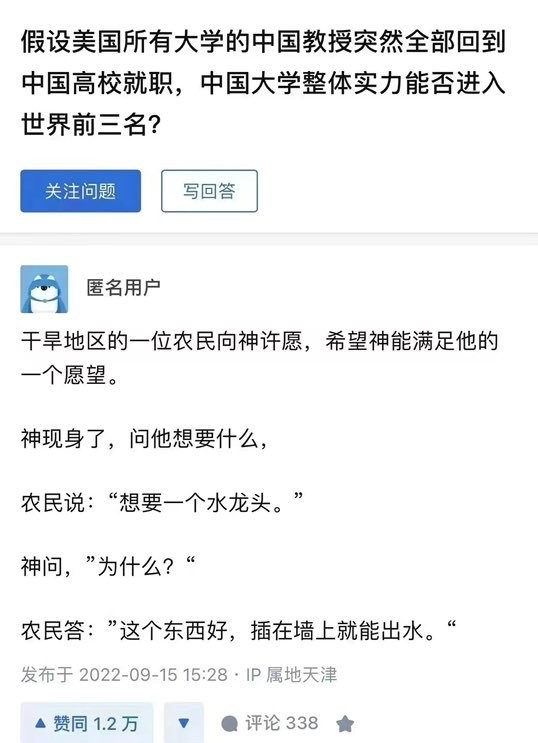 假设美国所有大学的中国教授突然全部回到
中国高校就职，中国大学整体实力能否进入
世界前三名？
关注问题
写回答
匿名用户
干旱地区的一位农民向神许愿，希望神能满足他的
一个愿望。
神现身了，问他想要什么，
农民说：“想要一个水龙头。”
神问，”为什么？“
农民答：”这个东西好，插在墙上就能出水。“
发布于 2022-09-15 15:28 · IP 属地天津
赞同 1.2 万
评论 338